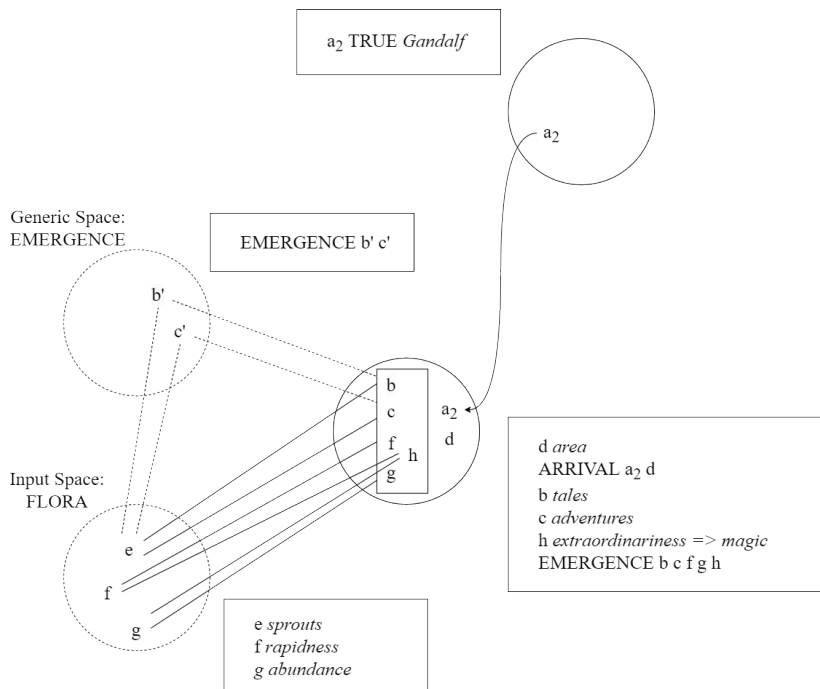 a₂ TRUE Gandalf
a₂
Generic Space:
EMERGENCE
EMERGENCE b' c'
b'
c'
b
c
a₂
f
h
d
g
d area
ARRIVAL a₂ d
b tales
c adventures
h extraordinariness => magic
EMERGENCE b c f g h
Input Space:
FLORA
e
f
g
e sprouts
f rapidness
g abundance